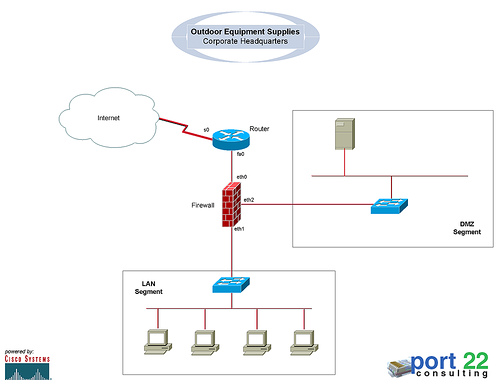 Outdoor Equipment Supplies
Corporate Headquarters
Internet
s0
Router
fa0
eth0
Firewall
eth2
eth1
DMZ
Segment
LAN
Segment
powered by:
CISCO SYSTEMS
port 22
consulting